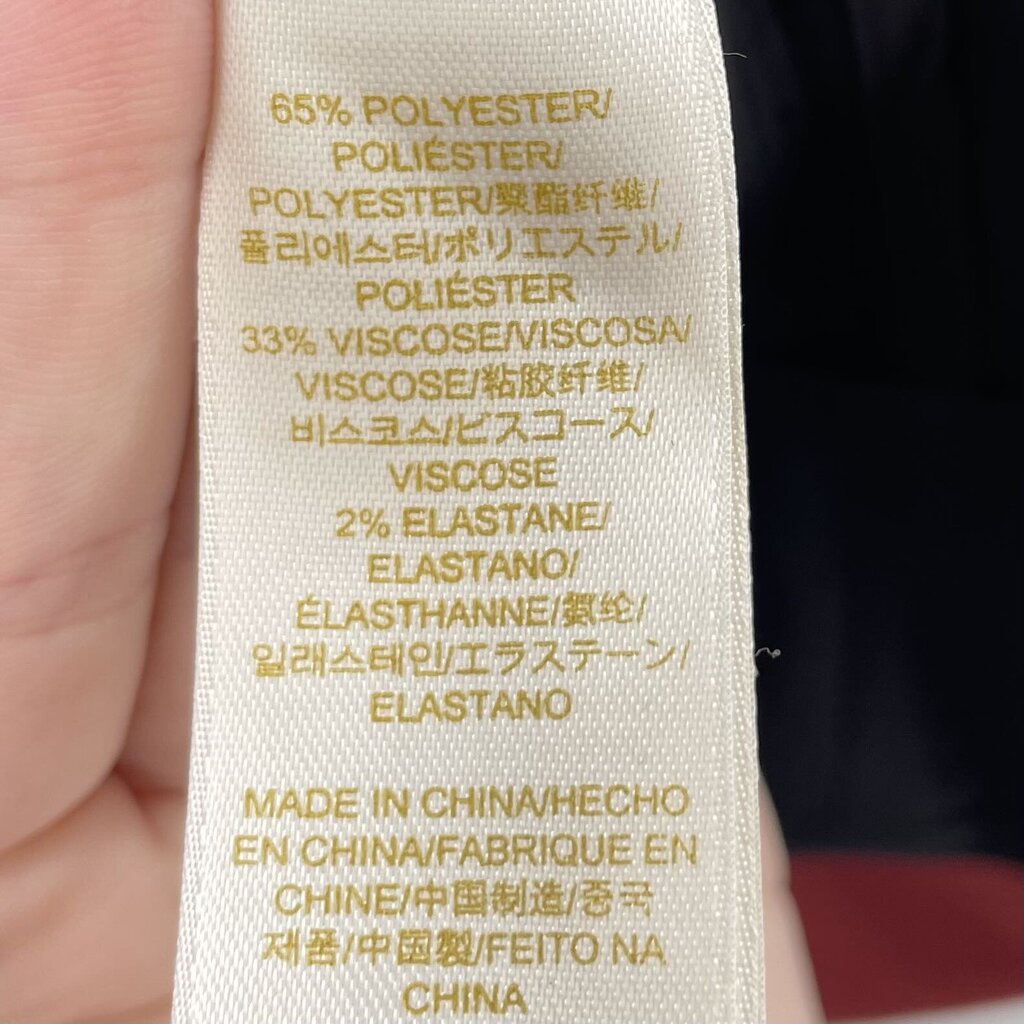 65% POLYESTER/
POLIÉSTER/
POLYESTER/聚酯纤维/
폴리에스터/ポリエステル/
POLIÉSTER
33% VISCOSE/VISCOSA/
VISCOSE/粘胶纤维/
비스코스/ビスコース/
VISCOSE
2% ELASTANE/
ELASTANO/
ÉLASTHANNE/氨纶/
일래스테인/エラステーン/
ELASTANO
MADE IN CHINA/HECHO
EN CHINA/FABRIQUE EN
CHINE/中国制造/중국
제품/中国製/FEITO NA
CHINA